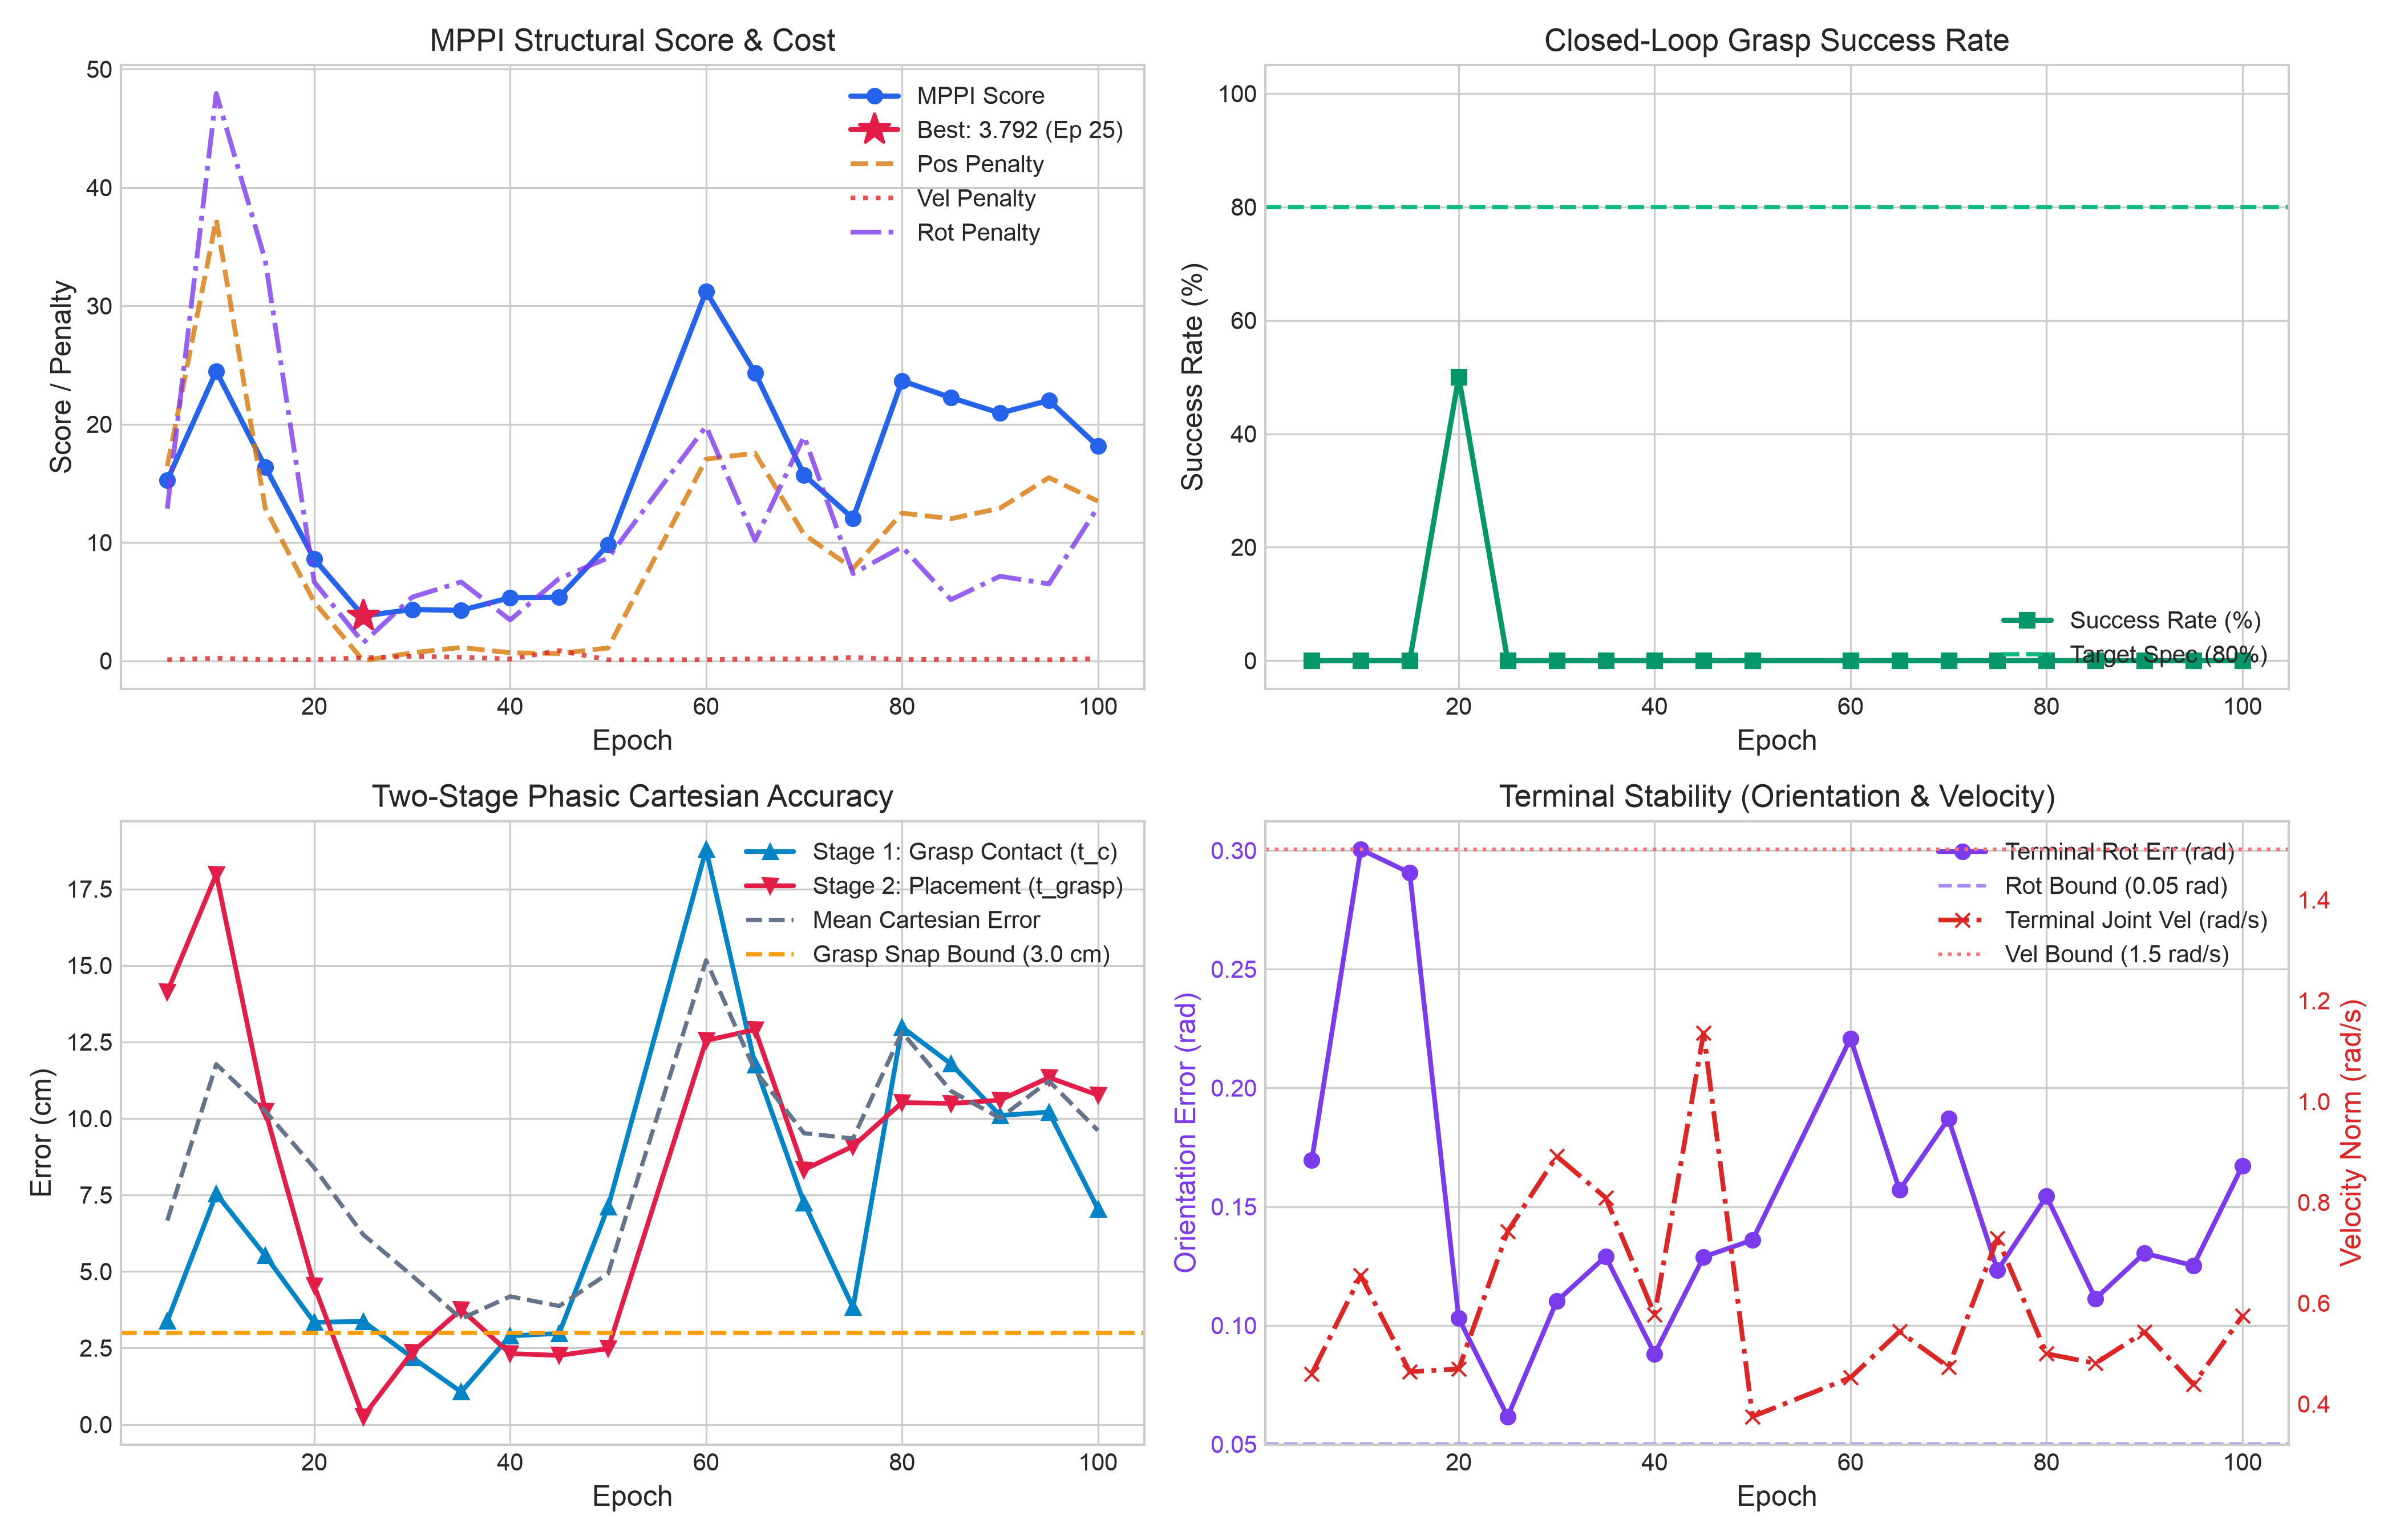 MPPI Structural Score & Cost
50
40
30
20
10
0
Score / Penalty
20
40
60
80
100
Epoch
MPPI Score
Best: 3.792 (Ep 25)
Pos Penalty
Vel Penalty
Rot Penalty
Closed-Loop Grasp Success Rate
100
80
60
40
20
0
Success Rate (%)
20
40
60
80
100
Epoch
Success Rate (%)
Target Spec (80%)
Two-Stage Phasic Cartesian Accuracy
17.5
15.0
12.5
10.0
7.5
5.0
2.5
0.0
Error (cm)
20
40
60
80
100
Epoch
Stage 1: Grasp Contact (t_c)
Stage 2: Placement (t_grasp)
Mean Cartesian Error
Grasp Snap Bound (3.0 cm)
Terminal Stability (Orientation & Velocity)
0.30
0.25
0.20
0.15
0.10
0.05
Orientation Error (rad)
20
40
60
80
100
Epoch
Terminal Rot Err (rad)
Rot Bound (0.05 rad)
Terminal Joint Vel (rad/s)
Vel Bound (1.5 rad/s)
1.4
1.2
1.0
0.8
0.6
0.4
Velocity Norm (rad/s)